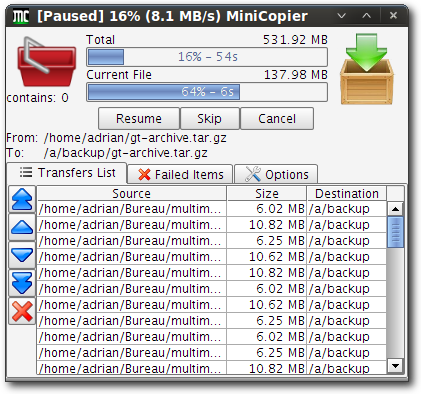 MC [Paused] 16% (8.1 MB/s) MiniCopier
Total 531.92 MB
16% - 54s
Current File 137.98 MB
64% - 6s
contains: 0
Resume Skip Cancel
From: /home/adrian/gt-archive.tar.gz
To: /a/backup/gt-archive.tar.gz
Transfers List Failed Items Options
Source Size Destination
/home/adrian/Bureau/multim... 6.02 MB /a/backup
/home/adrian/Bureau/multim... 10.82 MB /a/backup
/home/adrian/Bureau/multim... 6.25 MB /a/backup
/home/adrian/Bureau/multim... 10.62 MB /a/backup
/home/adrian/Bureau/multim... 10.82 MB /a/backup
/home/adrian/Bureau/multim... 6.02 MB /a/backup
/home/adrian/Bureau/multim... 10.62 MB /a/backup
/home/adrian/Bureau/multim... 6.25 MB /a/backup
/home/adrian/Bureau/multim... 6.02 MB /a/backup
/home/adrian/Bureau/multim... 6.25 MB /a/backup
/home/adrian/Bureau/multim... 10.82 MB /a/backup